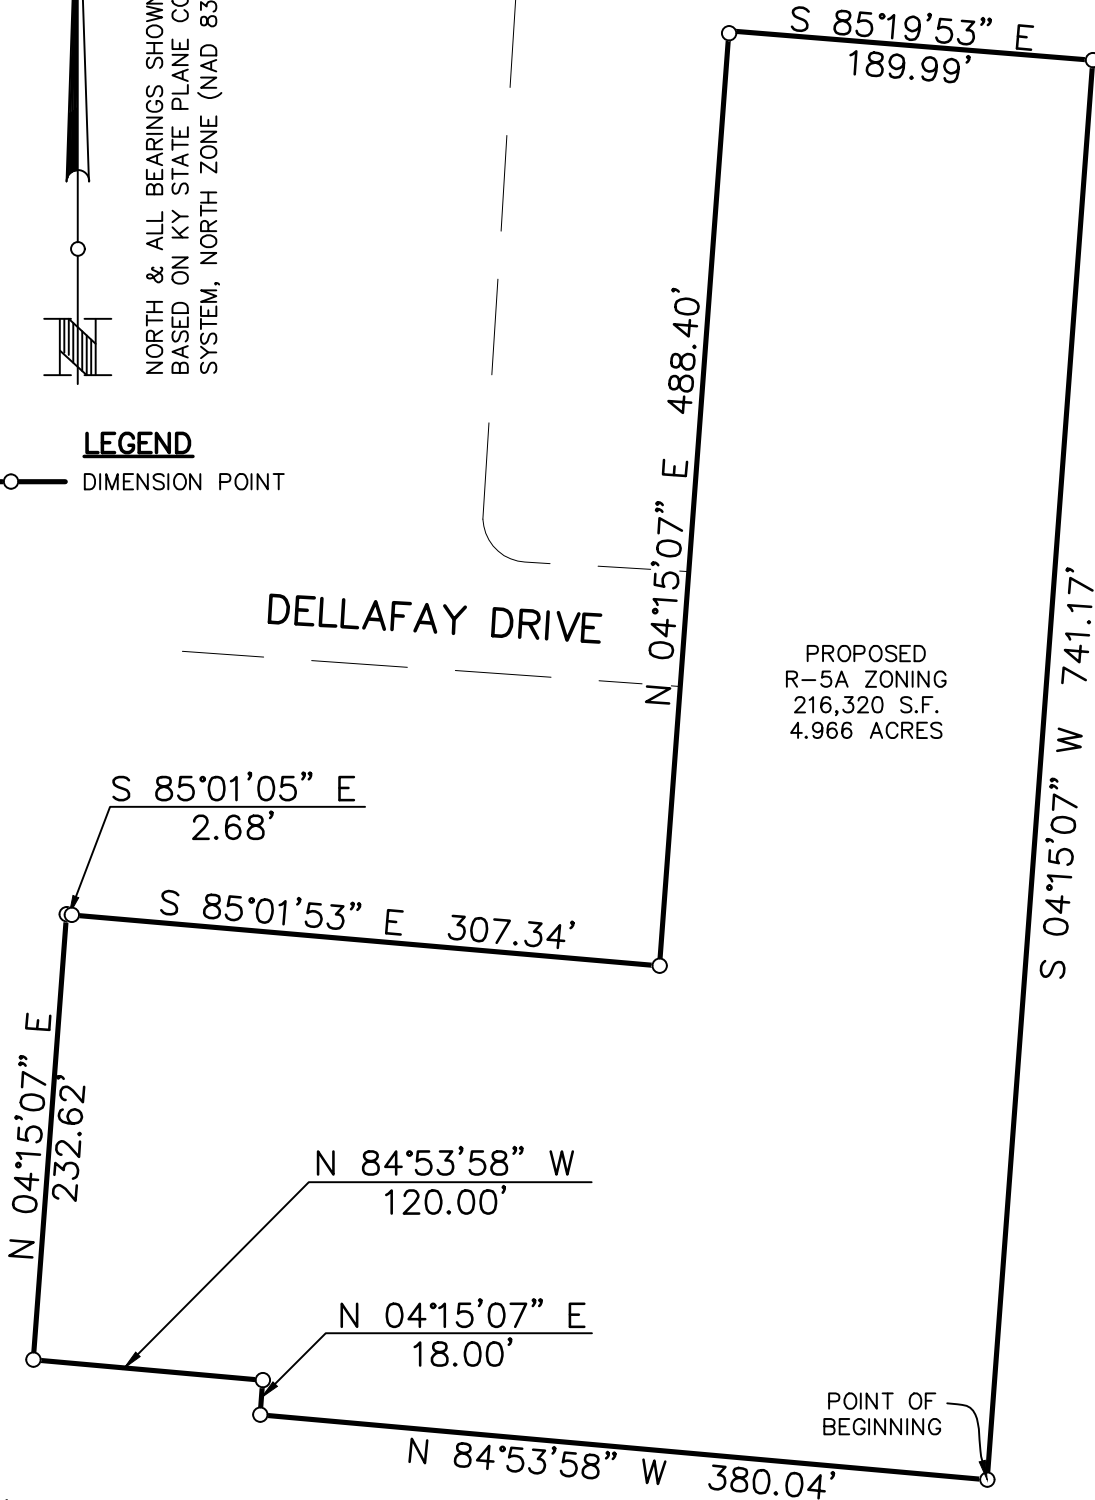 S 85°19'53" E
189.99'
NORTH & ALL BEARINGS SHOWN
BASED ON KY STATE PLANE
SYSTEM, NORTH ZONE (NAD 83
N
LEGEND
DIMENSION POINT
N 04°15'07" E 488.40'
DELLAFAY DRIVE
PROPOSED
R-5A ZONING
216,320 S.F.
4.966 ACRES
S 04°15'07" W 741.17'
S 85°01'05" E
2.68'
S 85°01'53" E 307.34'
N 04°15'07" E
232.62'
N 84°53'58" W
120.00'
N 04°15'07" E
18.00'
POINT OF
BEGINNING
N 84°53'58" W 380.04'